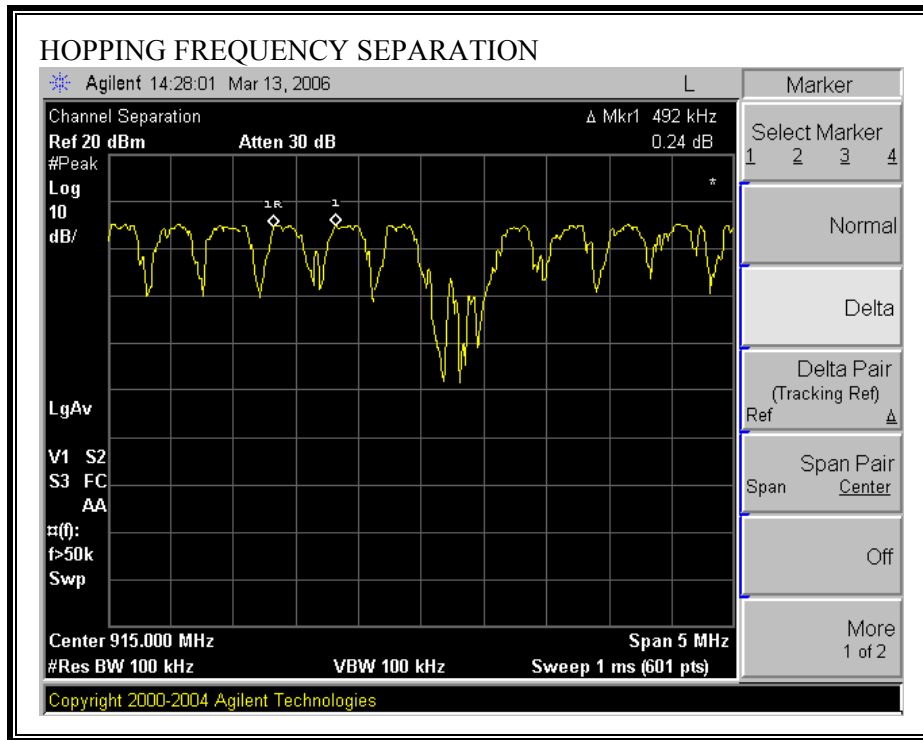 HOPPING FREQUENCY SEPARATION
Agilent 14:28:01 Mar 13, 2006 L
Channel Separation Δ Mkr1 492 kHz
Ref 20 dBm Atten 30 dB 0.24 dB
#Peak
Log
10
dB/
*
1R 1
LgAv
V1 S2
S3 FC
AA
¤(f):
f>50k
Swp
Center 915.000 MHz Span 5 MHz
#Res BW 100 kHz VBW 100 kHz Sweep 1 ms (601 pts)
Copyright 2000-2004 Agilent Technologies
Marker
Select Marker
1 2 3 4
Normal
Delta
Delta Pair
(Tracking Ref)
Ref Δ
Span Pair
Span Center
Off
More
1 of 2